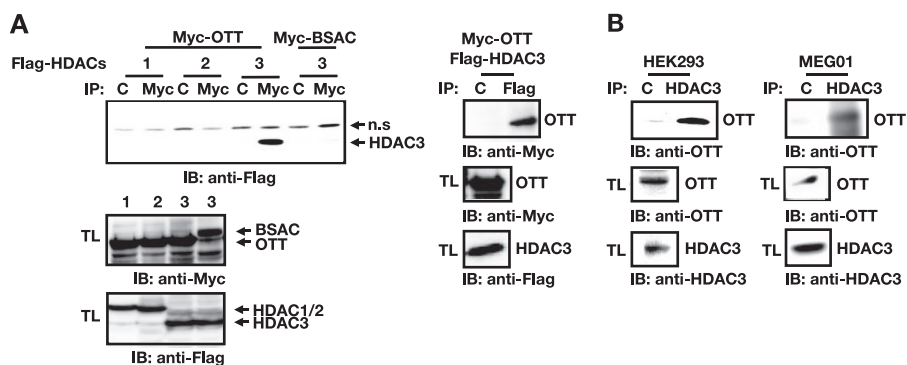 A
Myc-OTT Myc-BSAC
Flag-HDACs 1 2 3 3
IP: C Myc C Myc C Myc C Myc
n.s
HDAC3
IB: anti-Flag
1 2 3 3
TL
BSAC
OTT
IB: anti-Myc
TL
HDAC1/2
HDAC3
IB: anti-Flag
Myc-OTT
Flag-HDAC3
IP: C Flag
OTT
IB: anti-Myc
TL OTT
IB: anti-Myc
TL HDAC3
IB: anti-Flag
B
HEK293
IP: C HDAC3
OTT
IB: anti-OTT
TL OTT
IB: anti-OTT
TL HDAC3
IB: anti-HDAC3
MEG01
IP: C HDAC3
OTT
IB: anti-OTT
TL OTT
IB: anti-OTT
TL HDAC3
IB: anti-HDAC3